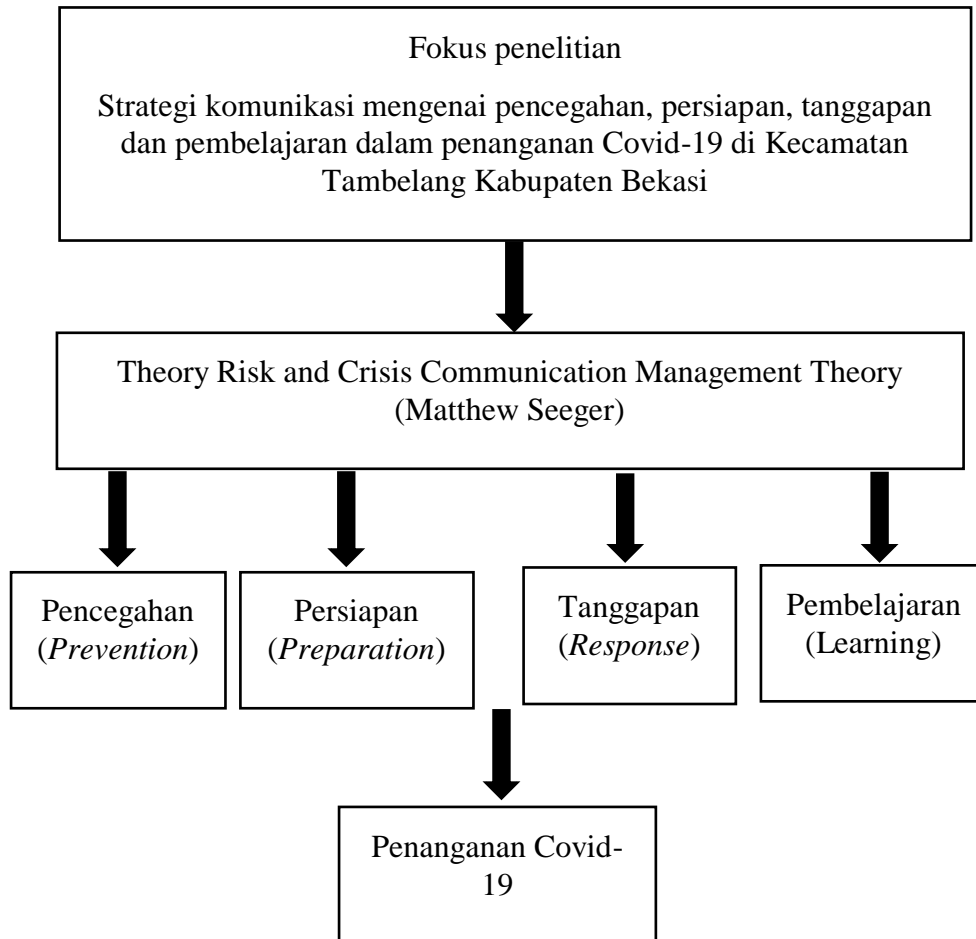 Fokus penelitian
Strategi komunikasi mengenai pencegahan, persiapan, tanggapan
dan pembelajaran dalam penanganan Covid-19 di Kecamatan
Tambelang Kabupaten Bekasi
Theory Risk and Crisis Communication Management Theory
(Matthew Seeger)
Pencegahan
(Prevention)
Persiapan
(Preparation)
Tanggapan
(Response)
Pembelajaran
(Learning)
Penanganan Covid-
19